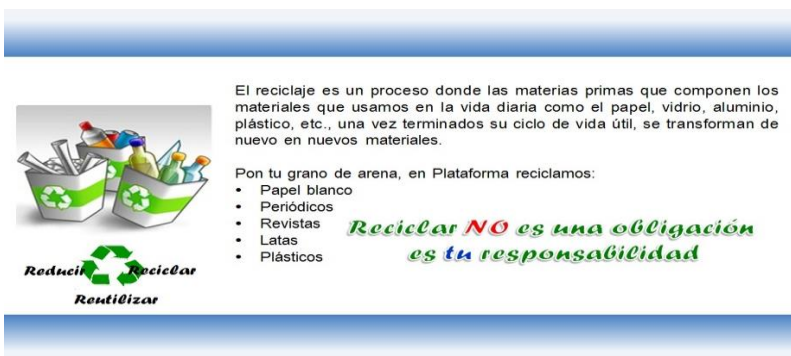 El reciclaje es un proceso donde las materias primas que componen los
materiales que usamos en la vida diaria como el papel, vidrio, aluminio,
plástico, etc., una vez terminados su ciclo de vida útil, se transforman de
nuevo en nuevos materiales.
Pon tu grano de arena, en Plataforma reciclamos:
• Papel blanco
• Periódicos
• Revistas
• Latas
• Plásticos
Reciclar NO es una obligación
es tu responsabilidad
Reducir Reciclar
Reutilizar